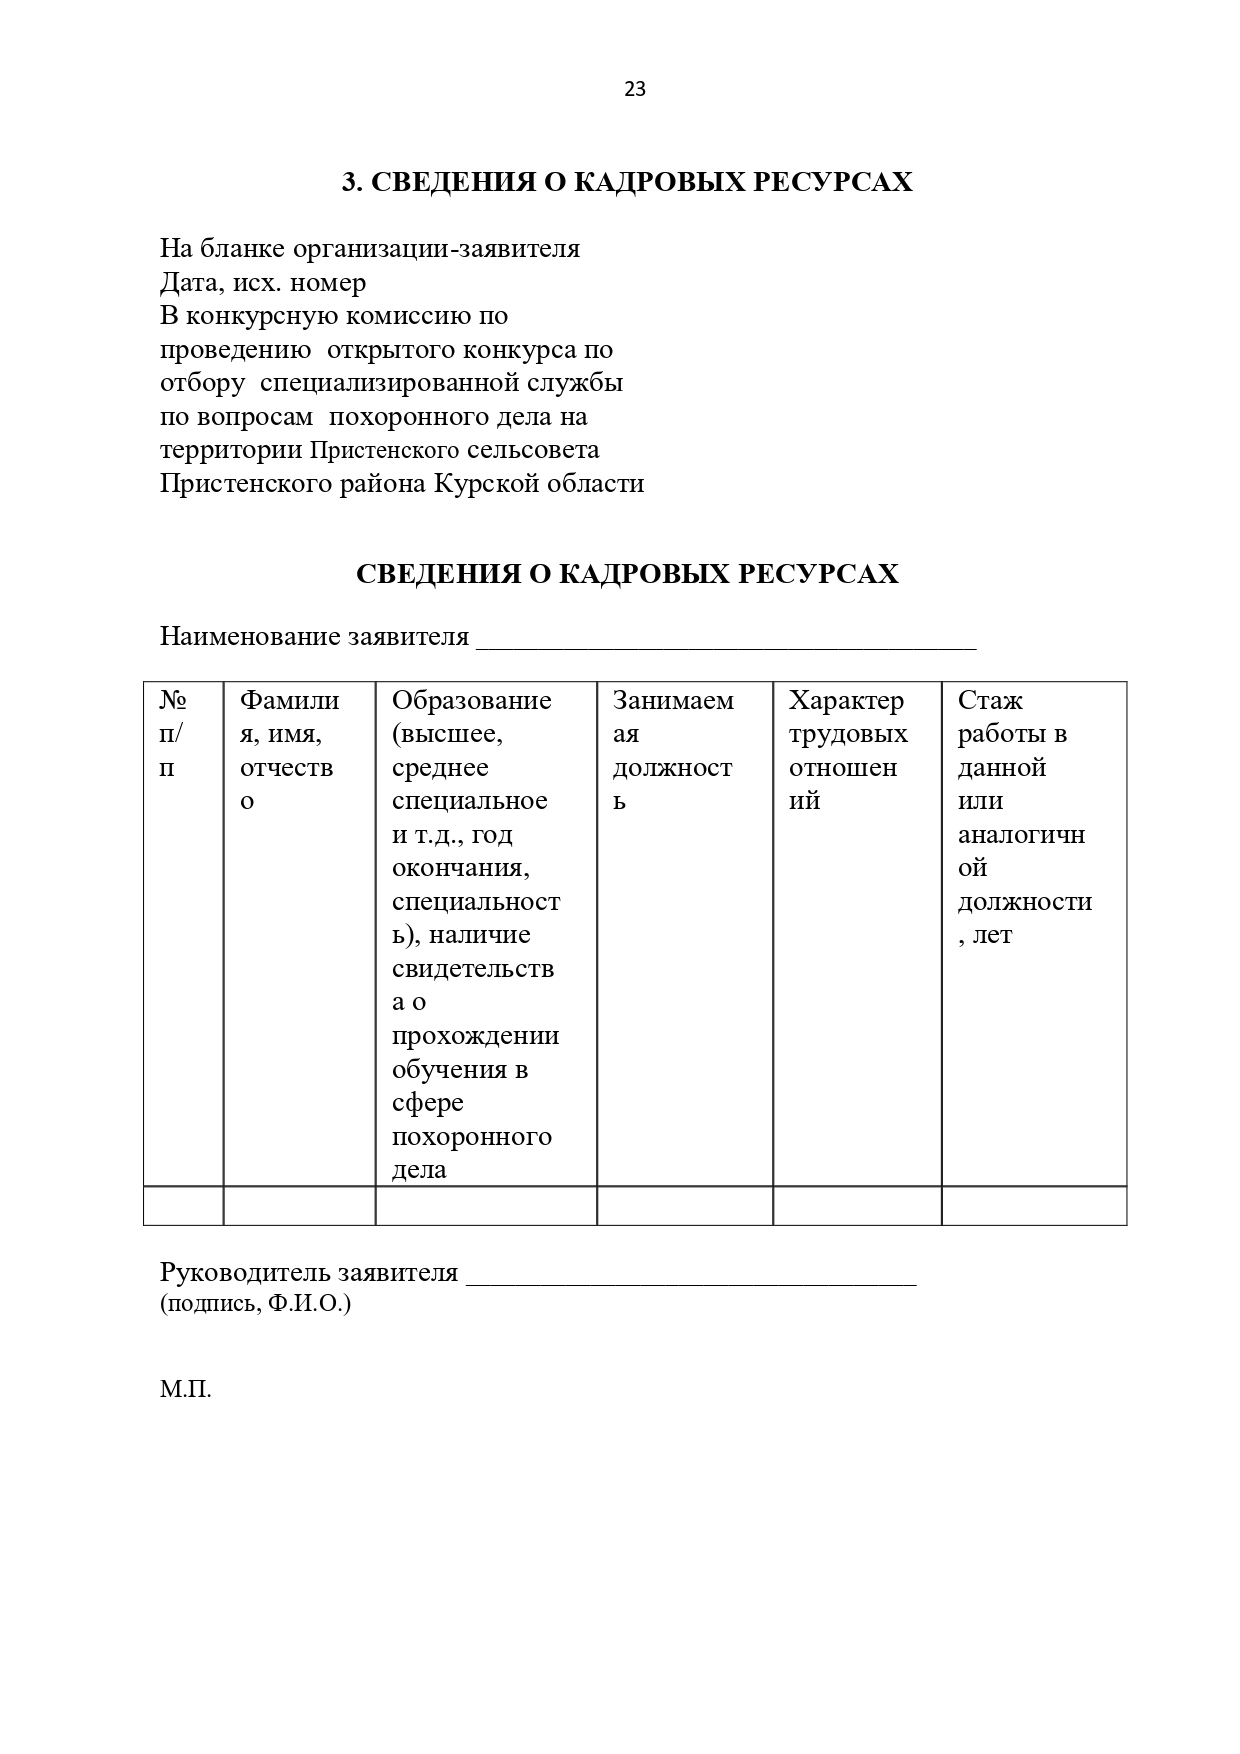 23
3. СВЕДЕНИЯ О КАДРОВЫХ РЕСУРСАХ
На бланке организации-заявителя
Дата, исх. номер
В конкурсную комиссию по
проведению  открытого конкурса по
отбору  специализированной службы
по вопросам  похоронного дела на
территории Пристенского сельсовета
Пристенского района Курской области
СВЕДЕНИЯ О КАДРОВЫХ РЕСУРСАХ
Наименование заявителя ________________________________________
№
п/
п
Фамили
я, имя,
отчеств
о
Образование
(высшее,
среднее
специальное
и т.д., год
окончания,
специальност
ь), наличие
свидетельств
а о
прохождении
обучения в
сфере
похоронного
дела
Занимаем
ая
должност
ь
Характер
трудовых
отношен
ий
Стаж
работы в
данной
или
аналогичн
ой
должности
, лет
Руководитель заявителя ____________________________________
(подпись, Ф.И.О.)
М.П.